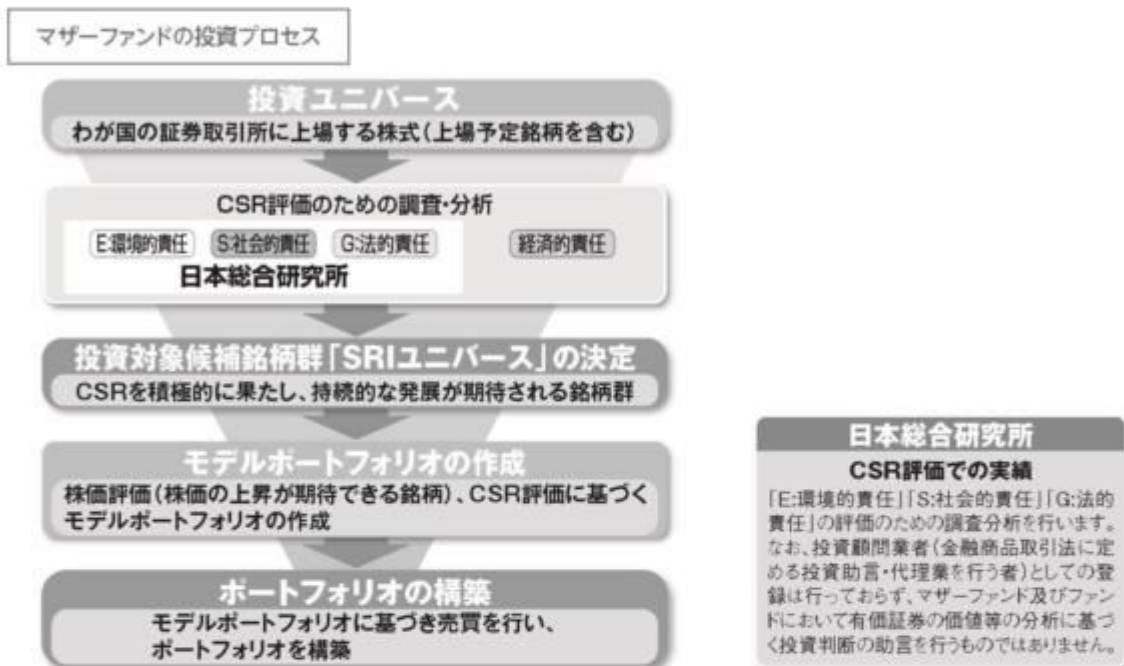 マザーファンドの投資プロセス
投資ユニバース
わが国の証券取引所に上場する株式(上場予定銘柄を含む)
CSR評価のための調査・分析
E:環境的責任 S:社会的責任 G:法的責任 経済的責任
日本総合研究所
投資対象候補銘柄群「SRIユニバース」の決定
CSRを積極的に果たし、持続的な発展が期待される銘柄群
モデルポートフォリオの作成
株価評価(株価の上昇が期待できる銘柄)、CSR評価に基づく
モデルポートフォリオの作成
ポートフォリオの構築
モデルポートフォリオに基づき売買を行い、
ポートフォリオを構築
日本総合研究所
CSR評価での実績
「E:環境的責任」「S:社会的責任」「G:法的
責任」の評価のための調査分析を行います。
なお、投資顧問業者(金融商品取引法に定
める投資助言・代理業を行う者)としての登
録は行っておらず、マザーファンド及びファン
ドにおいて有価証券の価値等の分析に基づ
く投資判断の助言を行うものではありません。